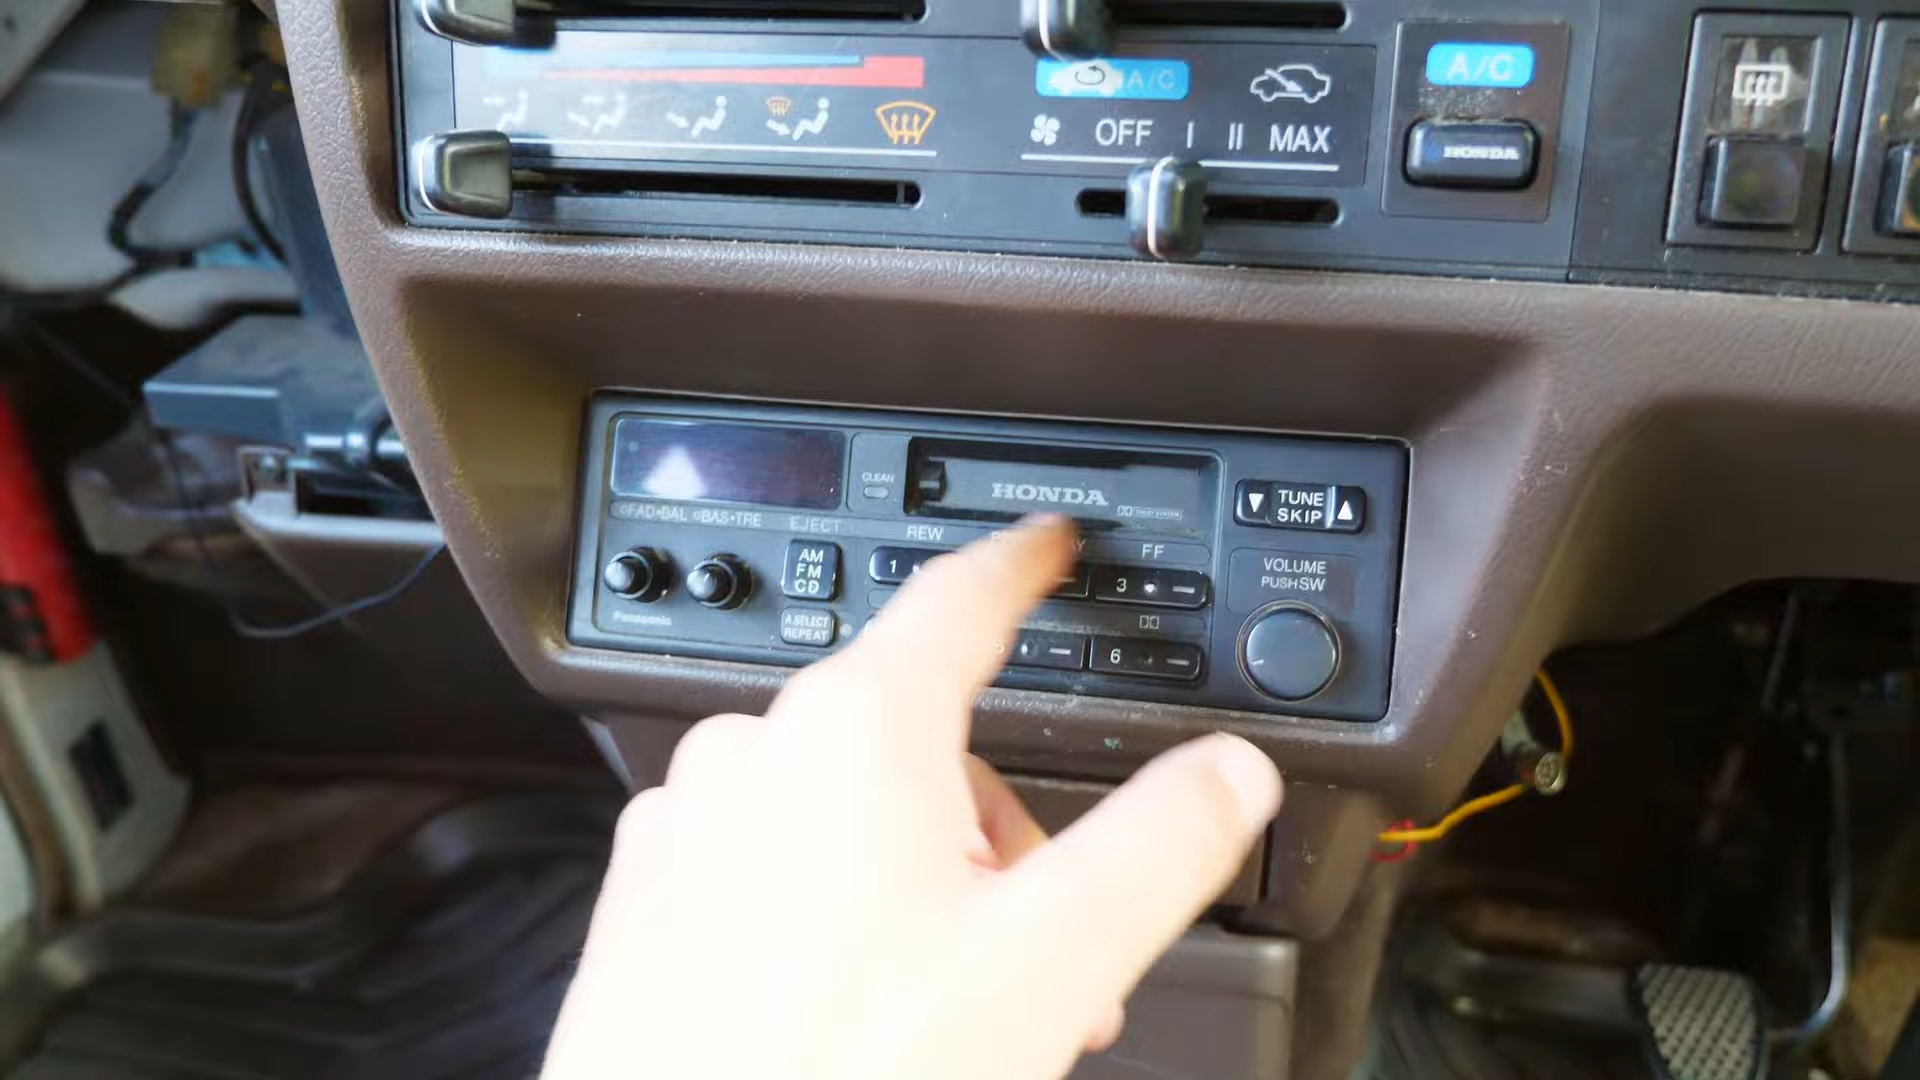 A/C
A/C
OFF I II MAX
HONDA
CLEAN
HONDA
TUNE
SKIP
FAD•BAL BAS•TRE
EJECT
REW
FF
VOLUME
PUSH SW
AM
FM
CD
1
3
Panasonic
A.SELECT
REPEAT
5
6